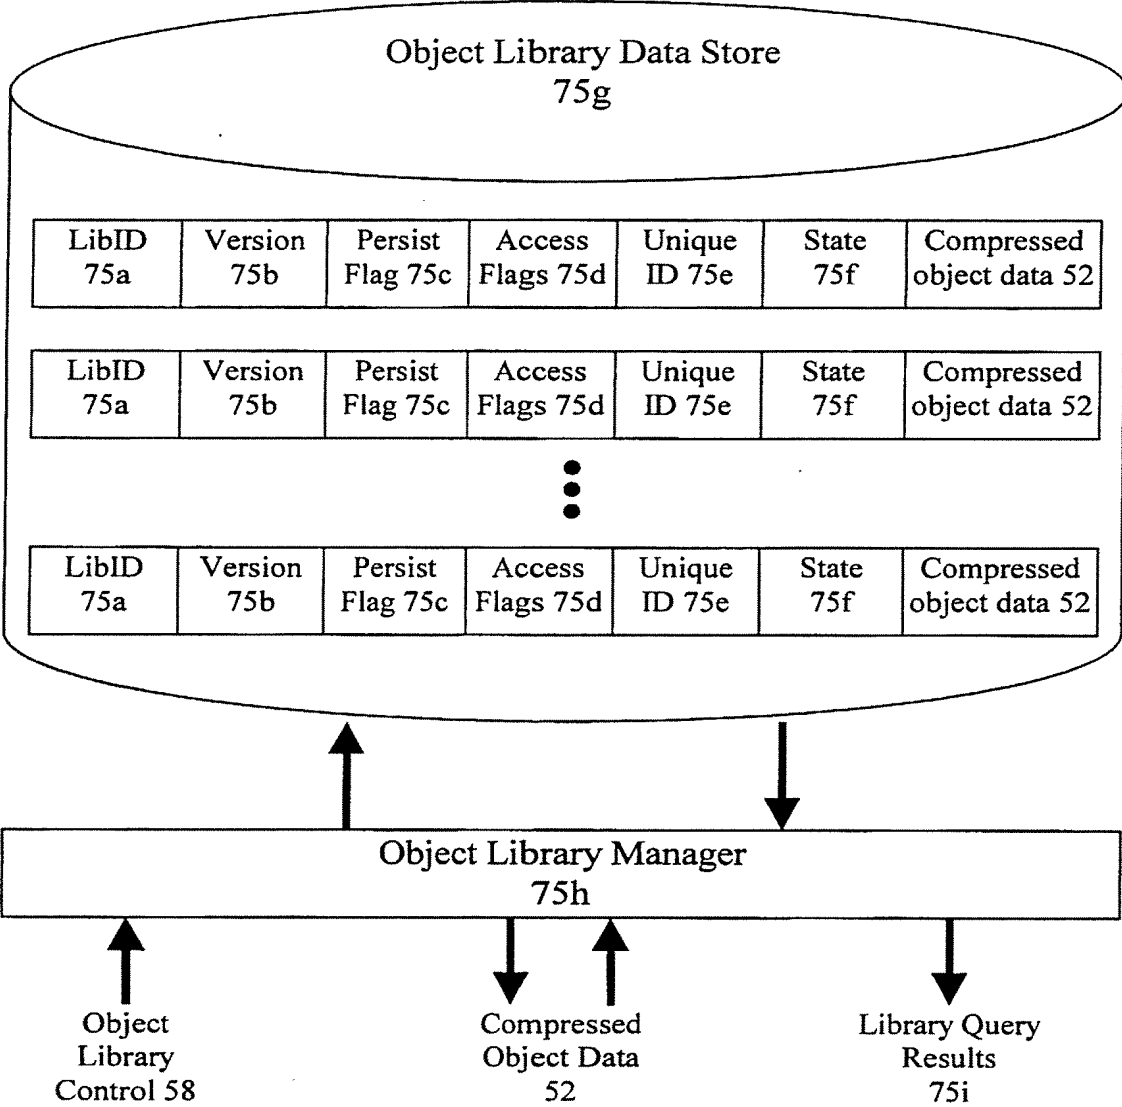 Object Library Data Store
75g
LibID Version Persist Access Unique State Compressed
75a 75b Flag 75c Flags 75d ID 75e 75f object data 52
LibID Version Persist Access Unique State Compressed
75a 75b Flag 75c Flags 75d ID 75e 75f object data 52
LibID Version Persist Access Unique State Compressed
75a 75b Flag 75c Flags 75d ID 75e 75f object data 52
Object Library Manager
75h
Object
Library
Control 58
Compressed
Object Data
52
Library Query
Results
75i